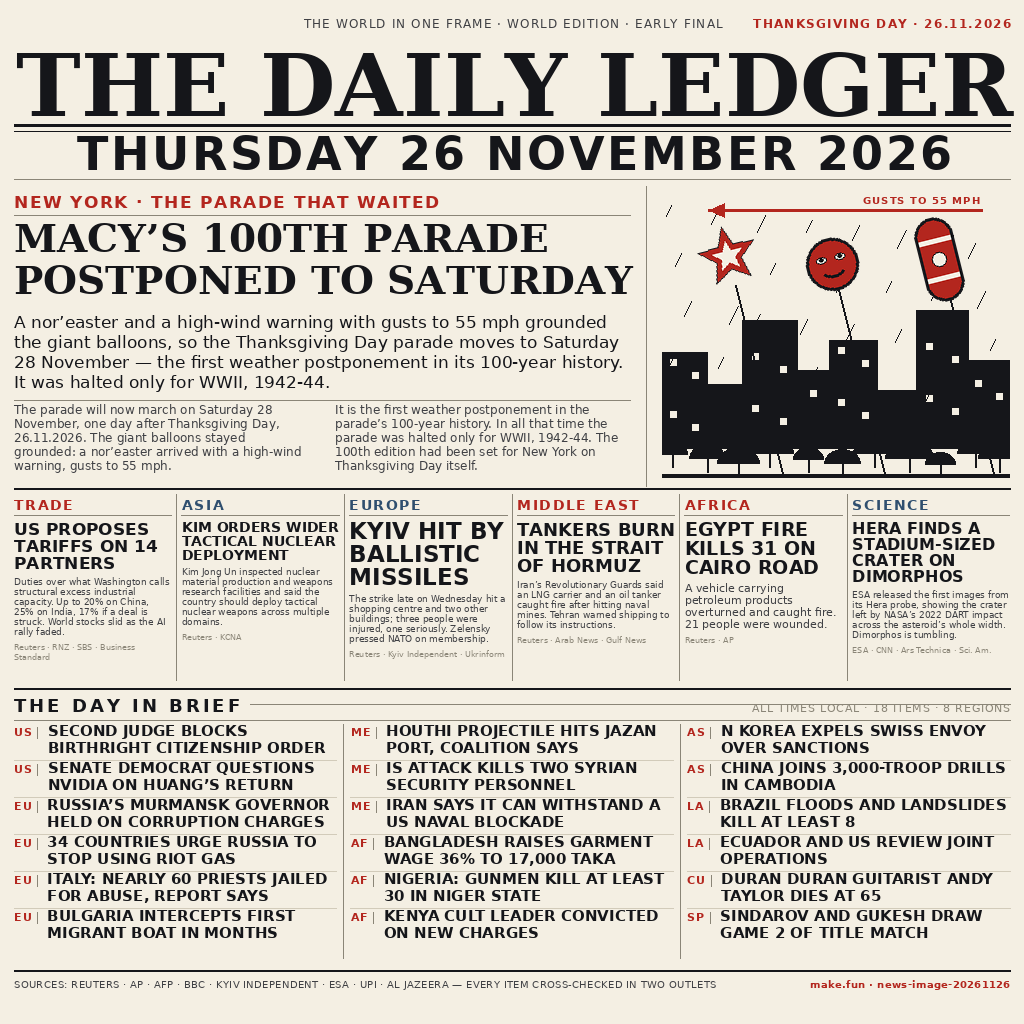 THE WORLD IN ONE FRAME · WORLD EDITION · EARLY FINAL
THANKSGIVING DAY · 26.11.2026
THE DAILY LEDGER
THURSDAY 26 NOVEMBER 2026
NEW YORK · THE PARADE THAT WAITED
MACY’S 100TH PARADE
POSTPONED TO SATURDAY
A nor’easter and a high-wind warning with gusts to 55 mph grounded
the giant balloons, so the Thanksgiving Day parade moves to Saturday
28 November — the first weather postponement in its 100-year history.
It was halted only for WWII, 1942-44.
The parade will now march on Saturday 28
November, one day after Thanksgiving Day,
26.11.2026. The giant balloons stayed
grounded: a nor’easter arrived with a high-wind
warning, gusts to 55 mph.
It is the first weather postponement in the
parade’s 100-year history. In all that time the
parade was halted only for WWII, 1942-44. The
100th edition had been set for New York on
Thanksgiving Day itself.
GUSTS TO 55 MPH
TRADE
US PROPOSES
TARIFFS ON 14
PARTNERS
Duties over what Washington calls
structural excess industrial
capacity. Up to 20% on China,
25% on India, 17% if a deal is
struck. World stocks slid as the AI
rally faded.
Reuters · RNZ · SBS · Business
Standard
ASIA
KIM ORDERS WIDER
TACTICAL NUCLEAR
DEPLOYMENT
Kim Jong Un inspected nuclear
material production and weapons
research facilities and said the
country should deploy tactical
nuclear weapons across multiple
domains.
Reuters · KCNA
EUROPE
KYIV HIT BY
BALLISTIC
MISSILES
The strike late on Wednesday hit a
shopping centre and two other
buildings; three people were
injured, one seriously. Zelensky
pressed NATO on membership.
Reuters · Kyiv Independent · Ukrinform
MIDDLE EAST
TANKERS BURN
IN THE STRAIT
OF HORMUZ
Iran’s Revolutionary Guards said
an LNG carrier and an oil tanker
caught fire after hitting naval
mines. Tehran warned shipping to
follow its instructions.
Reuters · Arab News · Gulf News
AFRICA
EGYPT FIRE
KILLS 31 ON
CAIRO ROAD
A vehicle carrying
petroleum products
overturned and caught fire.
21 people were wounded.
Reuters · AP
SCIENCE
HERA FINDS A
STADIUM-SIZED
CRATER ON
DIMORPHOS
ESA released the first images from
its Hera probe, showing the crater
left by NASA’s 2022 DART impact
across the asteroid’s whole width.
Dimorphos is tumbling.
ESA · CNN · Ars Technica · Sci. Am.
THE DAY IN BRIEF
ALL TIMES LOCAL · 18 ITEMS · 8 REGIONS
US | SECOND JUDGE BLOCKS
BIRTHRIGHT CITIZENSHIP ORDER
US | SENATE DEMOCRAT QUESTIONS
NVIDIA ON HUANG’S RETURN
EU | RUSSIA’S MURMANSK GOVERNOR
HELD ON CORRUPTION CHARGES
EU | 34 COUNTRIES URGE RUSSIA TO
STOP USING RIOT GAS
EU | ITALY: NEARLY 60 PRIESTS JAILED
FOR ABUSE, REPORT SAYS
EU | BULGARIA INTERCEPTS FIRST
MIGRANT BOAT IN MONTHS
ME | HOUTHI PROJECTILE HITS JAZAN
PORT, COALITION SAYS
ME | IS ATTACK KILLS TWO SYRIAN
SECURITY PERSONNEL
ME | IRAN SAYS IT CAN WITHSTAND A
US NAVAL BLOCKADE
AF | BANGLADESH RAISES GARMENT
WAGE 36% TO 17,000 TAKA
AF | NIGERIA: GUNMEN KILL AT LEAST
30 IN NIGER STATE
AF | KENYA CULT LEADER CONVICTED
ON NEW CHARGES
AS | N KOREA EXPELS SWISS ENVOY
OVER SANCTIONS
AS | CHINA JOINS 3,000-TROOP DRILLS
IN CAMBODIA
LA | BRAZIL FLOODS AND LANDSLIDES
KILL AT LEAST 8
LA | ECUADOR AND US REVIEW JOINT
OPERATIONS
CU | DURAN DURAN GUITARIST ANDY
TAYLOR DIES AT 65
SP | SINDAROV AND GUKESH DRAW
GAME 2 OF TITLE MATCH
SOURCES: REUTERS · AP · AFP · BBC · KYIV INDEPENDENT · ESA · UPI · AL JAZEERA — EVERY ITEM CROSS-CHECKED IN TWO OUTLETS
make.fun · news-image-20261126